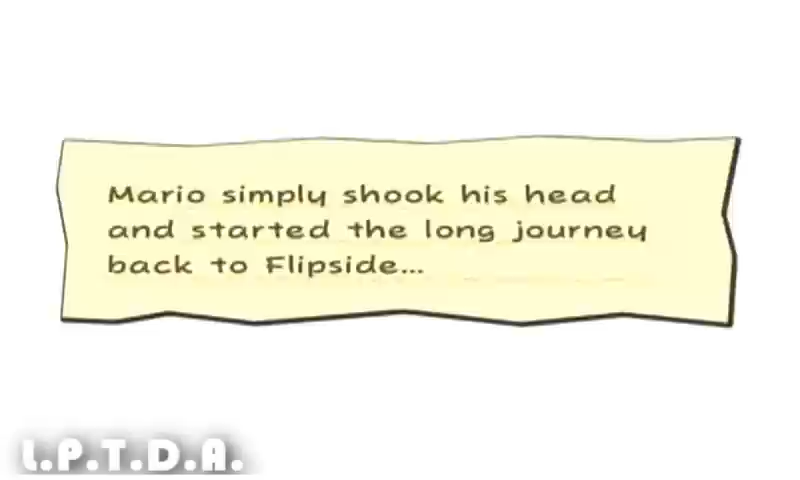 Mario simply shook his head
and started the long journey
back to Flipside...
L.P.T.D.A.